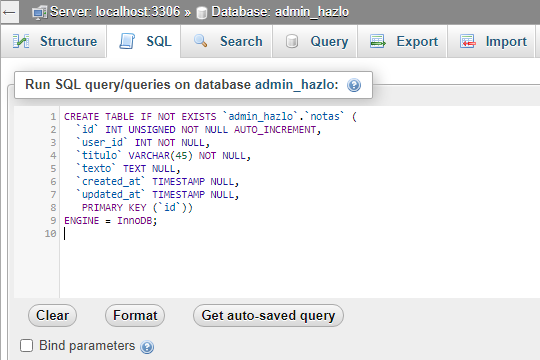 Server: localhost:3306 » Database: admin_hazlo
Structure SQL Search Query Export Import
Run SQL query/queries on database admin_hazlo:
1 CREATE TABLE IF NOT EXISTS `admin_hazlo`.`notas` (
2 `id` INT UNSIGNED NOT NULL AUTO_INCREMENT,
3 `user_id` INT NOT NULL,
4 `titulo` VARCHAR(45) NOT NULL,
5 `texto` TEXT NULL,
6 `created_at` TIMESTAMP NULL,
7 `updated_at` TIMESTAMP NULL,
8 PRIMARY KEY (`id`))
9 ENGINE = InnoDB;
10
Clear Format Get auto-saved query
Bind parameters